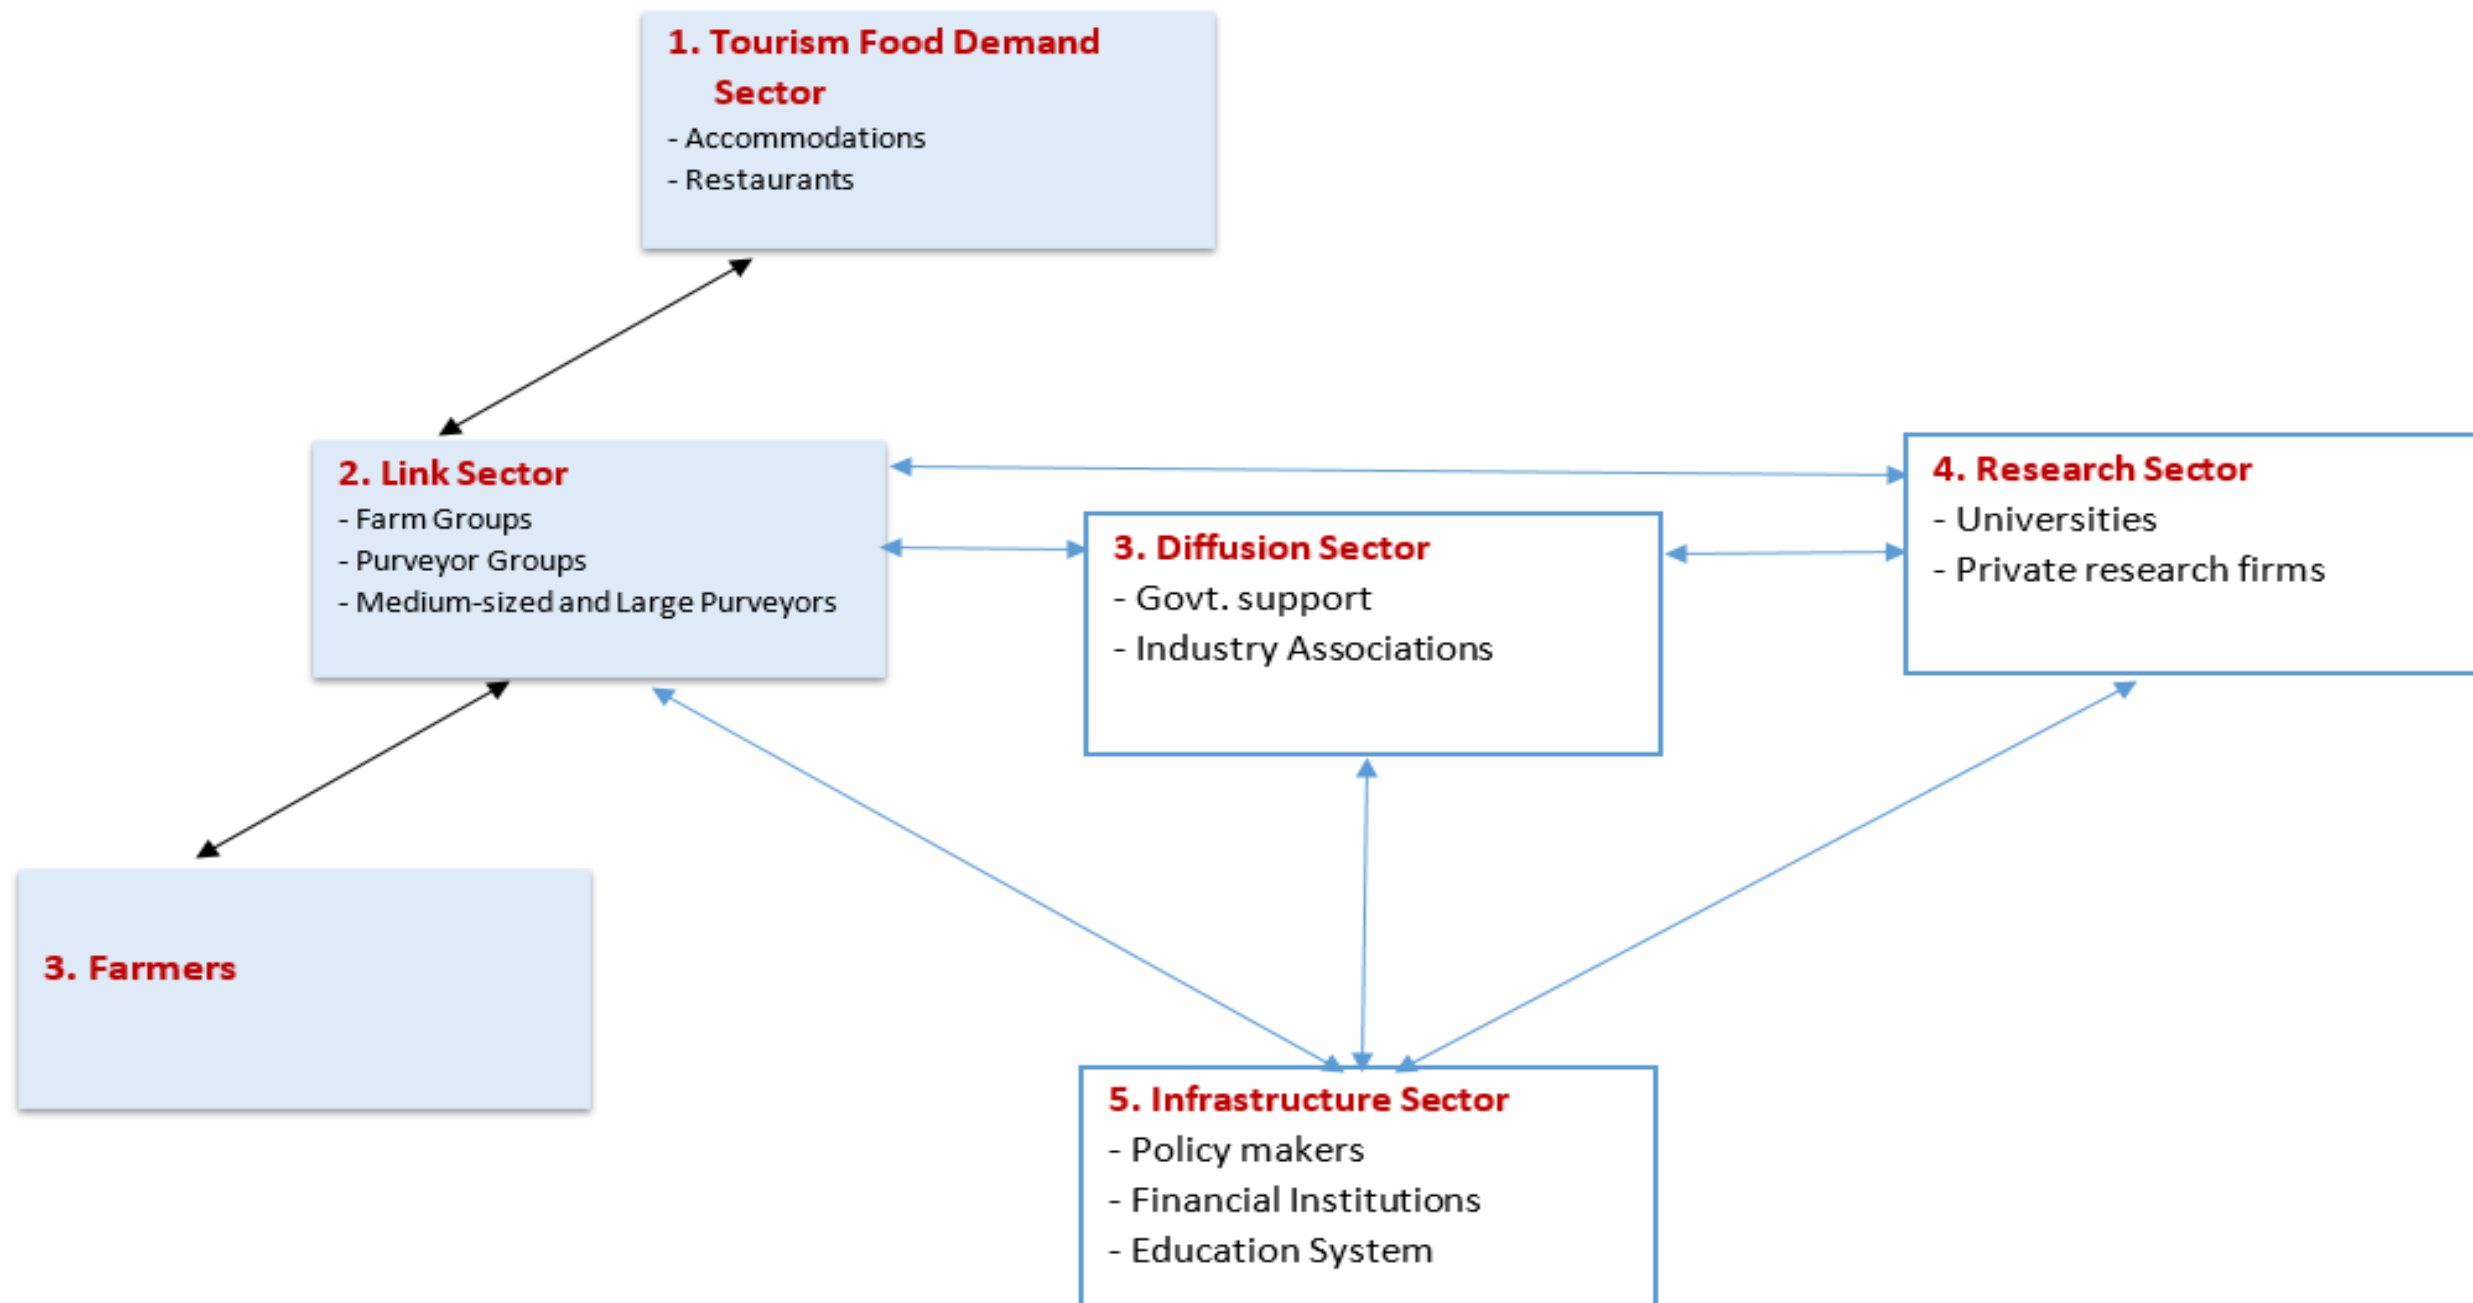 1. Tourism Food Demand
Sector
- Accommodations
- Restaurants
2. Link Sector
- Farm Groups
- Purveyor Groups
- Medium-sized and Large Purveyors
3. Diffusion Sector
- Govt. support
- Industry Associations
4. Research Sector
- Universities
- Private research firms
3. Farmers
5. Infrastructure Sector
- Policy makers
- Financial Institutions
- Education System